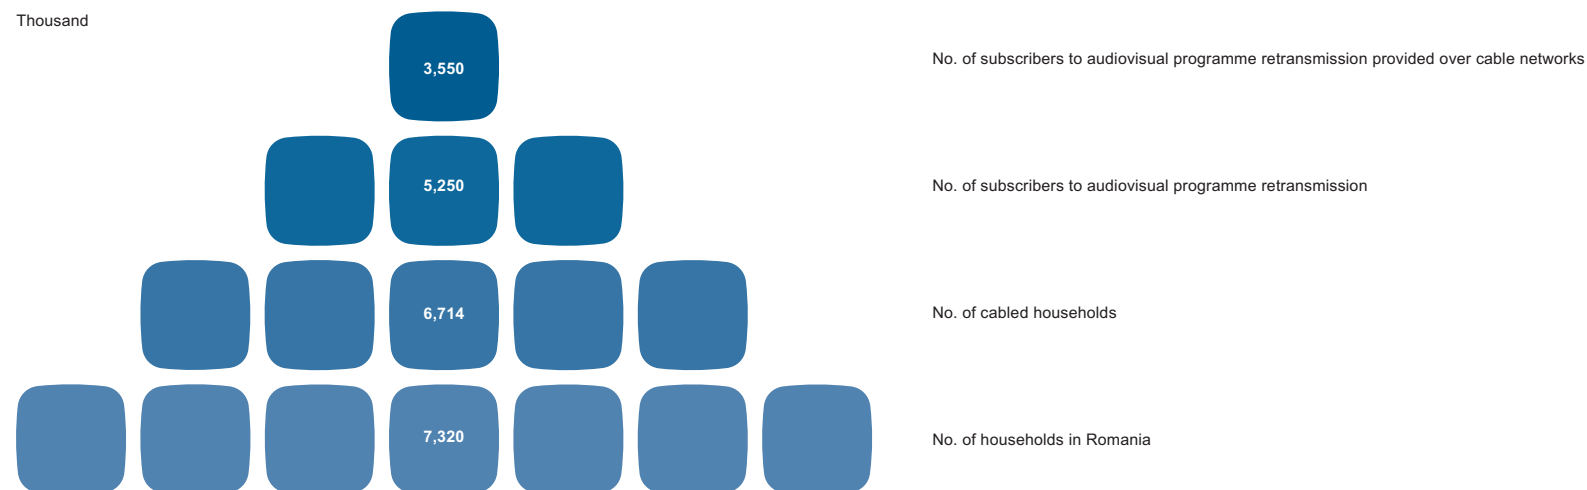 Thousand
3,550
No. of subscribers to audiovisual programme retransmission provided over cable networks
5,250
No. of subscribers to audiovisual programme retransmission
6,714
No. of cabled households
7,320
No. of households in Romania